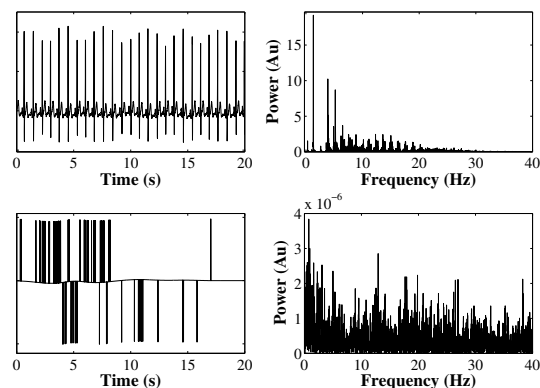 0 5 10 15 20
Time (s)
Power (Au)
15
10
5
0
0 10 20 30 40
Frequency (Hz)
0 5 10 15 20
Time (s)
x 10⁻⁶
Power (Au)
4
3
2
1
0
0 10 20 30 40
Frequency (Hz)